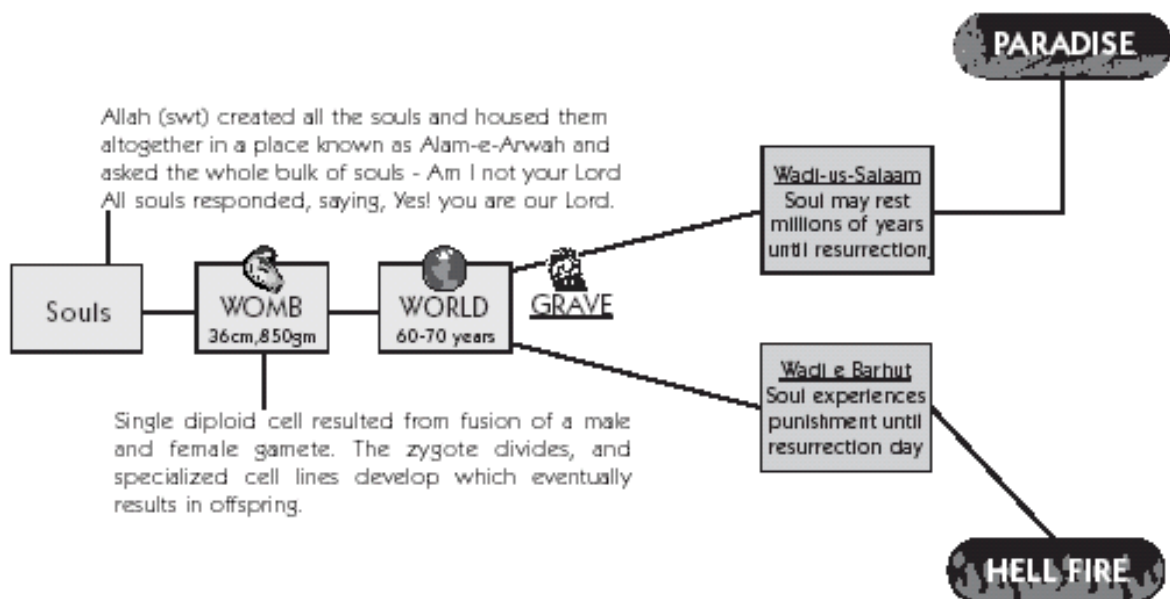 PARADISE
Allah (swt) created all the souls and housed them
altogether in a place known as Alam-e-Arwah and
asked the whole bulk of souls - Am I not your Lord
All souls responded, saying, Yes! you are our Lord.
Wadi-us-Salaam
Soul may rest
millions of years
until resurrection,
Souls
WOMB
36cm,850gm
WORLD
60-70 years
GRAVE
Wadi e Barhut
Soul experiences
punishment until
resurrection day
Single diploid cell resulted from fusion of a male
and female gamete. The zygote divides, and
specialized cell lines develop which eventually
results in offspring.
HELL FIRE